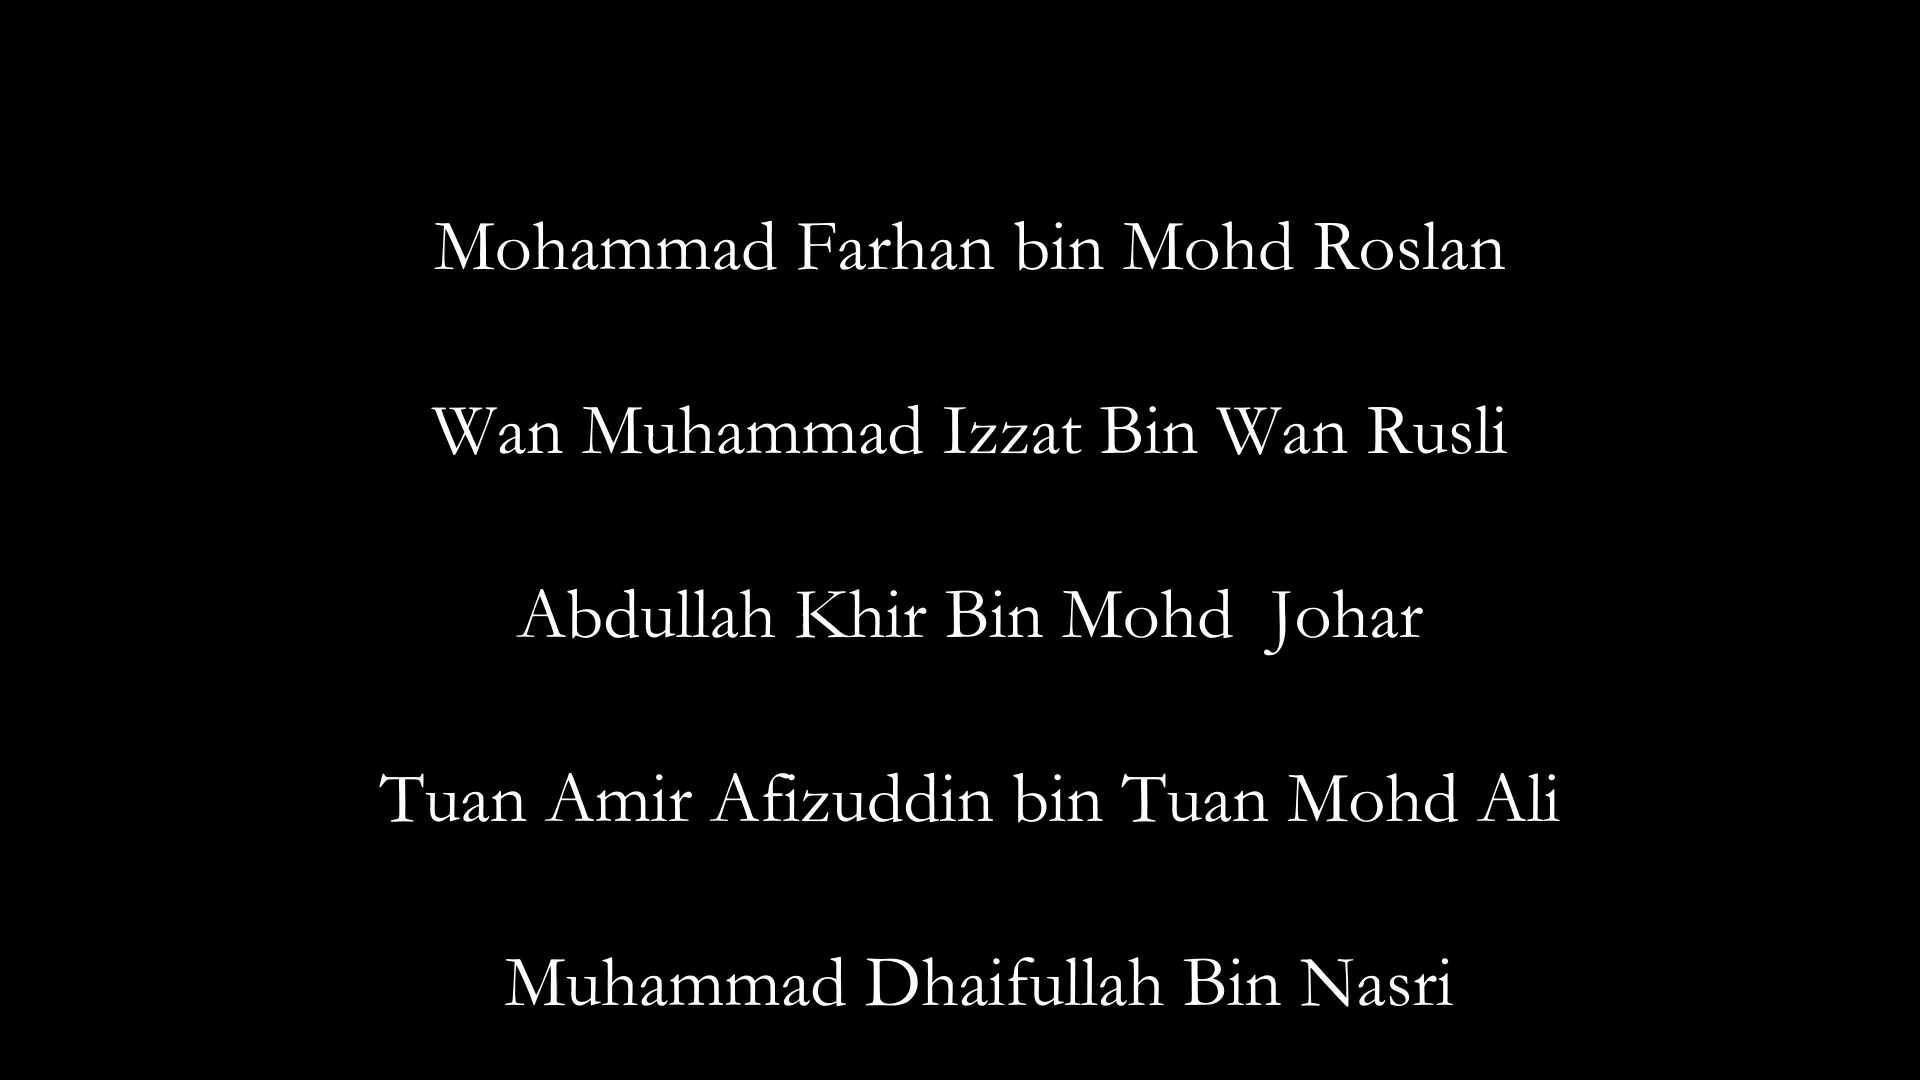 Mohammad Farhan bin Mohd Roslan
Wan Muhammad Izzat Bin Wan Rusli
Abdullah Khir Bin Mohd  Johar
Tuan Amir Afizuddin bin Tuan Mohd Ali
Muhammad Dhaifullah Bin Nasri